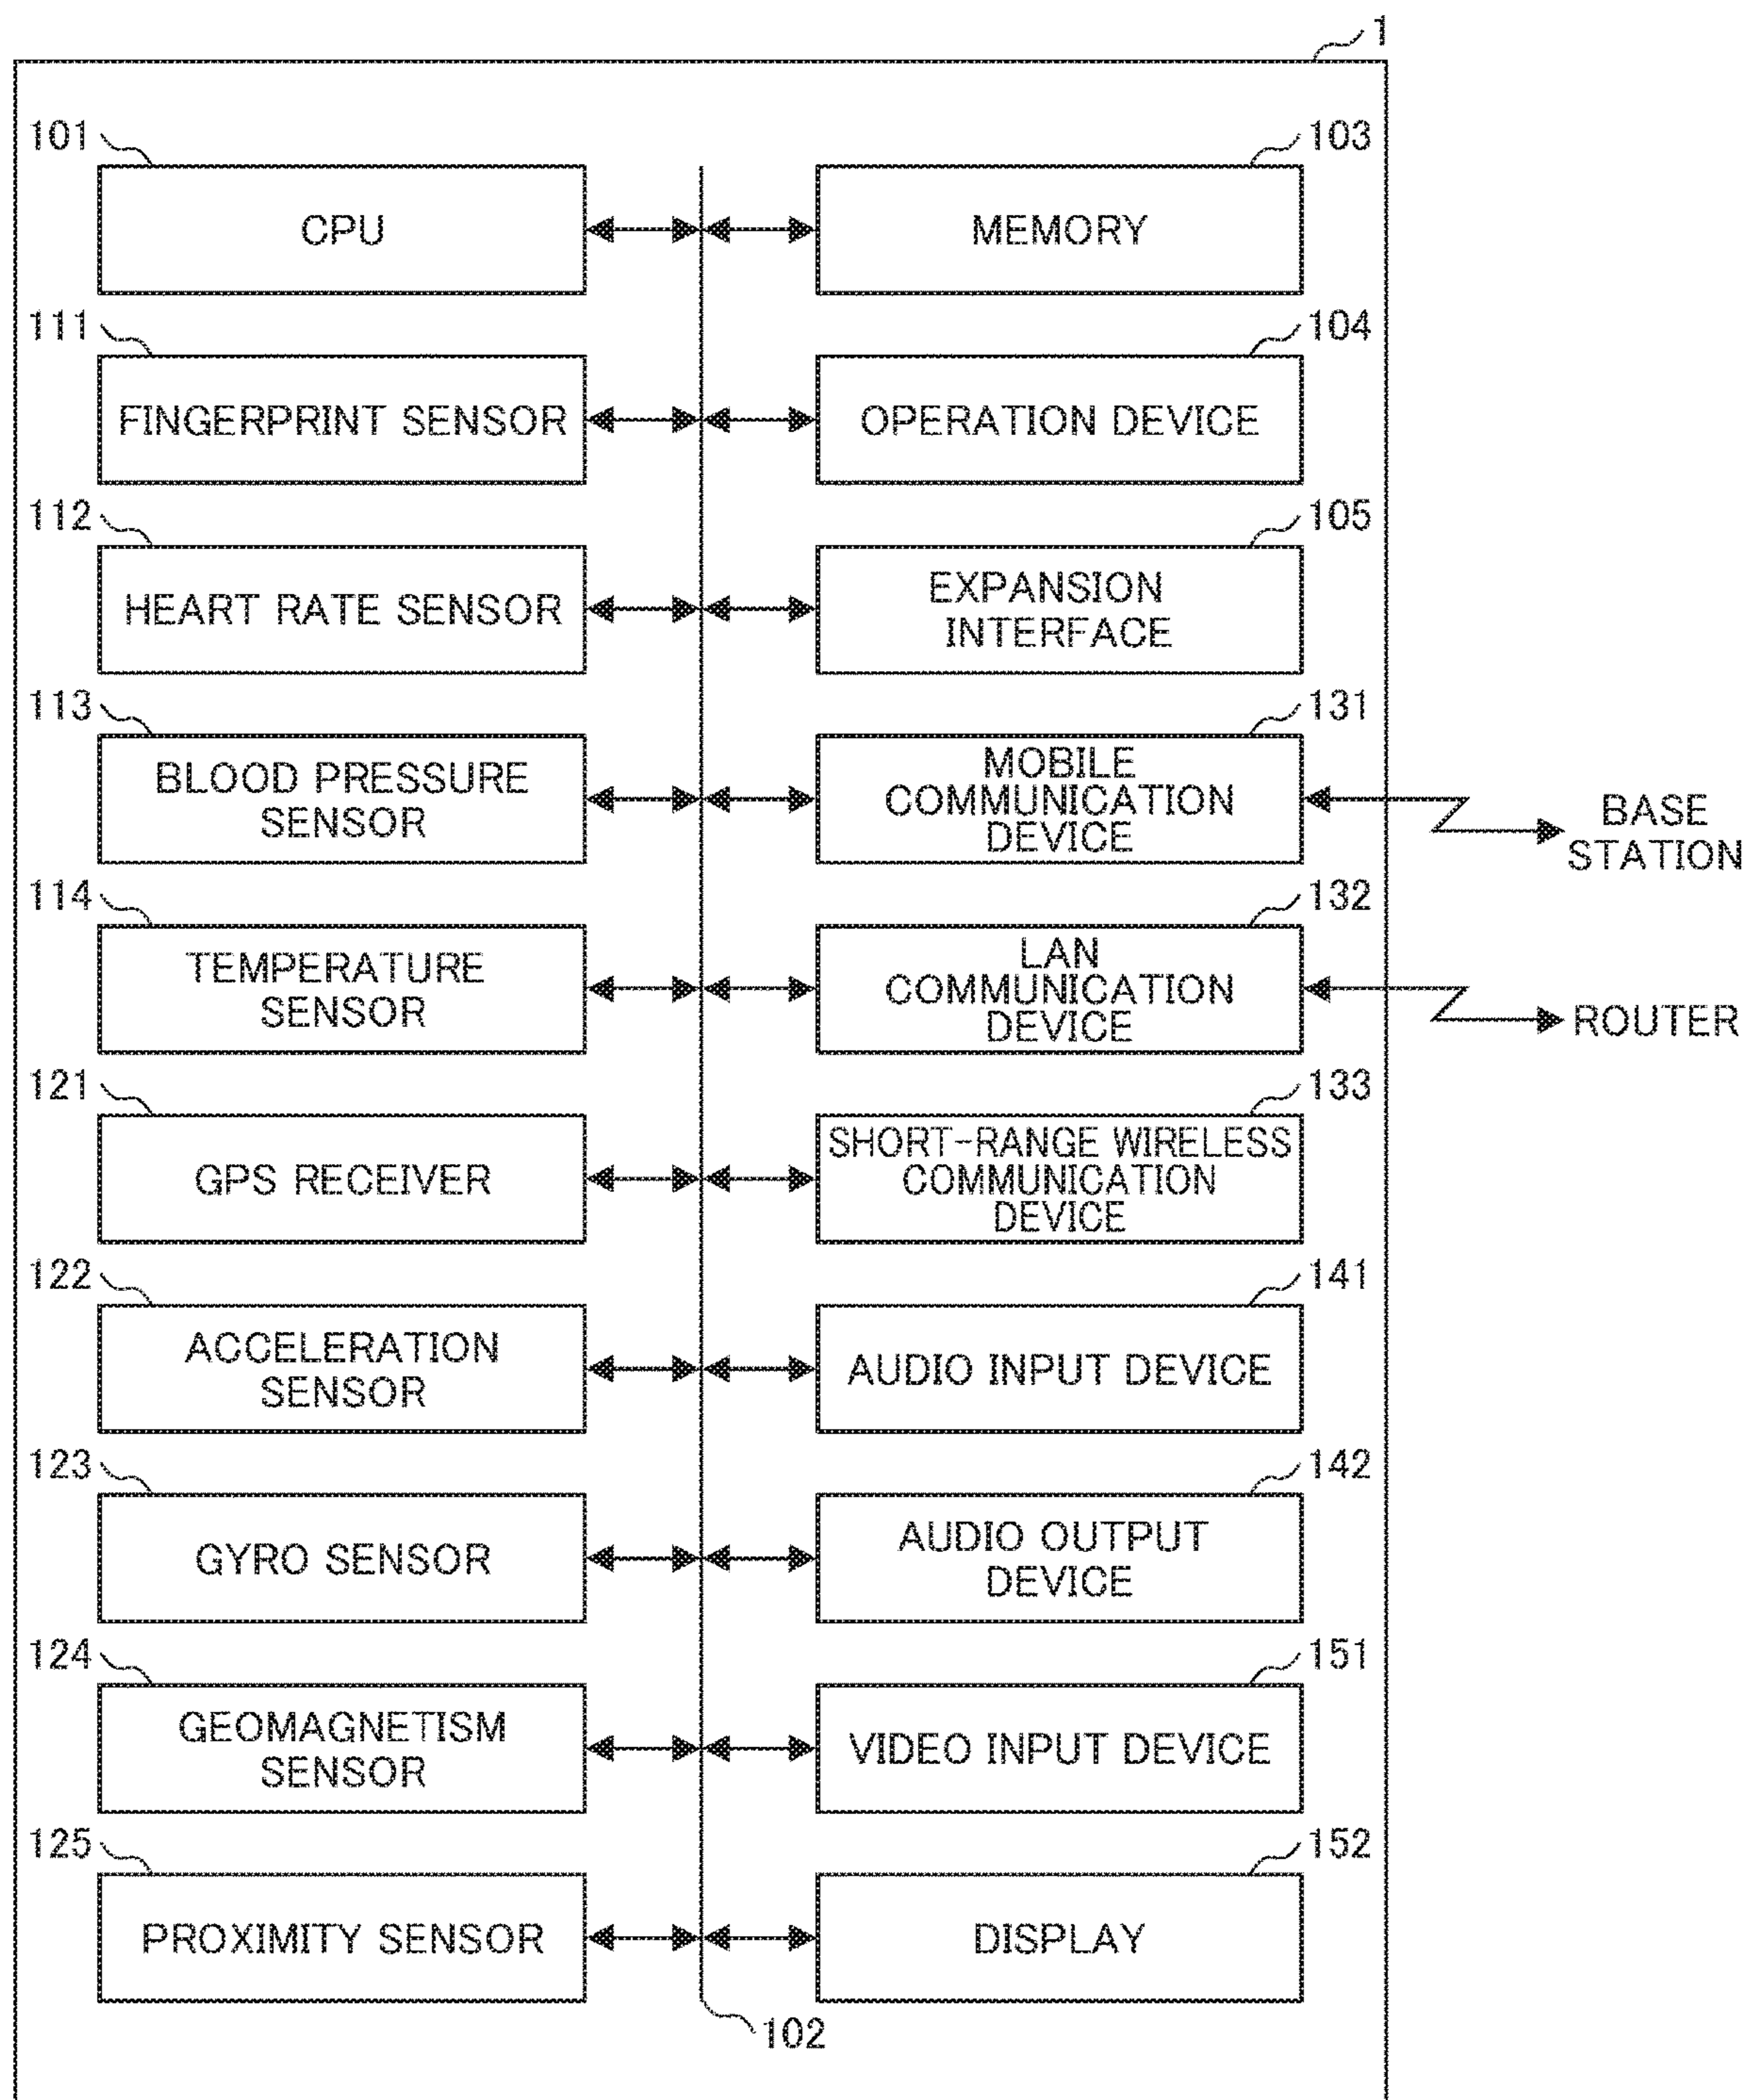 1
101
CPU
103
MEMORY
111
FINGERPRINT SENSOR
104
OPERATION DEVICE
112
HEART RATE SENSOR
105
EXPANSION
INTERFACE
113
BLOOD PRESSURE
SENSOR
131
MOBILE
COMMUNICATION
DEVICE
BASE
STATION
114
TEMPERATURE
SENSOR
132
LAN
COMMUNICATION
DEVICE
ROUTER
121
GPS RECEIVER
133
SHORT-RANGE WIRELESS
COMMUNICATION
DEVICE
122
ACCELERATION
SENSOR
141
AUDIO INPUT DEVICE
123
GYRO SENSOR
142
AUDIO OUTPUT
DEVICE
124
GEOMAGNETISM
SENSOR
151
VIDEO INPUT DEVICE
125
PROXIMITY SENSOR
152
DISPLAY
102